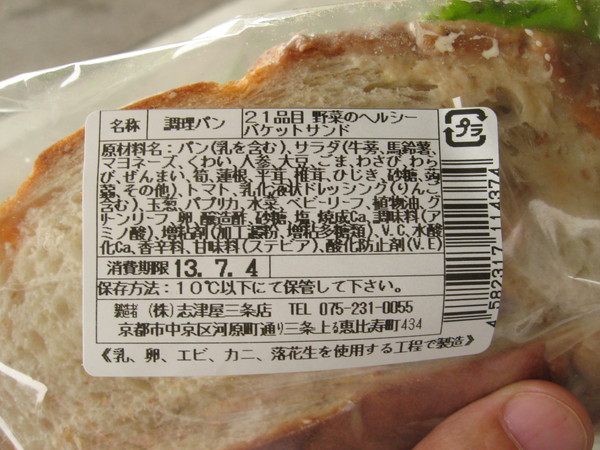 名称 調理パン 21品目 野菜のヘルシー
バケットサンド
原材料名：パン(乳を含む)、サラダ(牛蒡、馬鈴薯、
マヨネーズ、くわい、人参、大豆、ごま、わさび、わら
び、ぜんまい、筍、蓮根、平茸、椎茸、ひじき、砂糖、蒟
蒻、その他)、トマト、乳化液状ドレッシング(りんご
含む)、玉葱、パプリカ、水菜、ベビーリーフ、植物油、グ
リーンリーフ、卵、醸造酢、砂糖、塩、焼成Ca、調味料(ア
ミノ酸)、増粘剤(加工澱粉、増粘多糖類)、V.C、水酸
化Ca、香辛料、甘味料(ステビア)、酸化防止剤(V.E)
消費期限 13.7.4
保存方法：10℃以下にて保管して下さい。
製造者 (株)志津屋三条店 TEL 075-231-0055
京都市中京区河原町通り三条上る恵比寿町434
《乳、卵、エビ、カニ、落花生を使用する工程で製造》
プラ
4 582317 114374